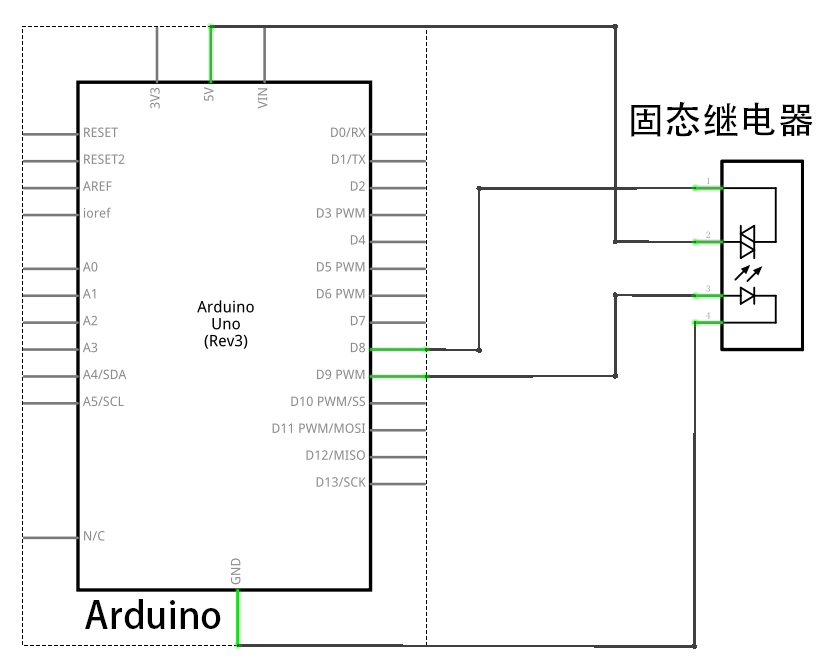 3V3
5V
VIN
固态继电器
RESET
RESET2
AREF
ioref
A0
A1
A2
A3
A4/SDA
A5/SCL
N/C
Arduino
Uno
(Rev3)
D0/RX
D1/TX
D2
D3 PWM
D4
D5 PWM
D6 PWM
D7
D8
D9 PWM
D10 PWM/SS
D11 PWM/MOSI
D12/MISO
D13/SCK
1
2
3
4
GND
Arduino